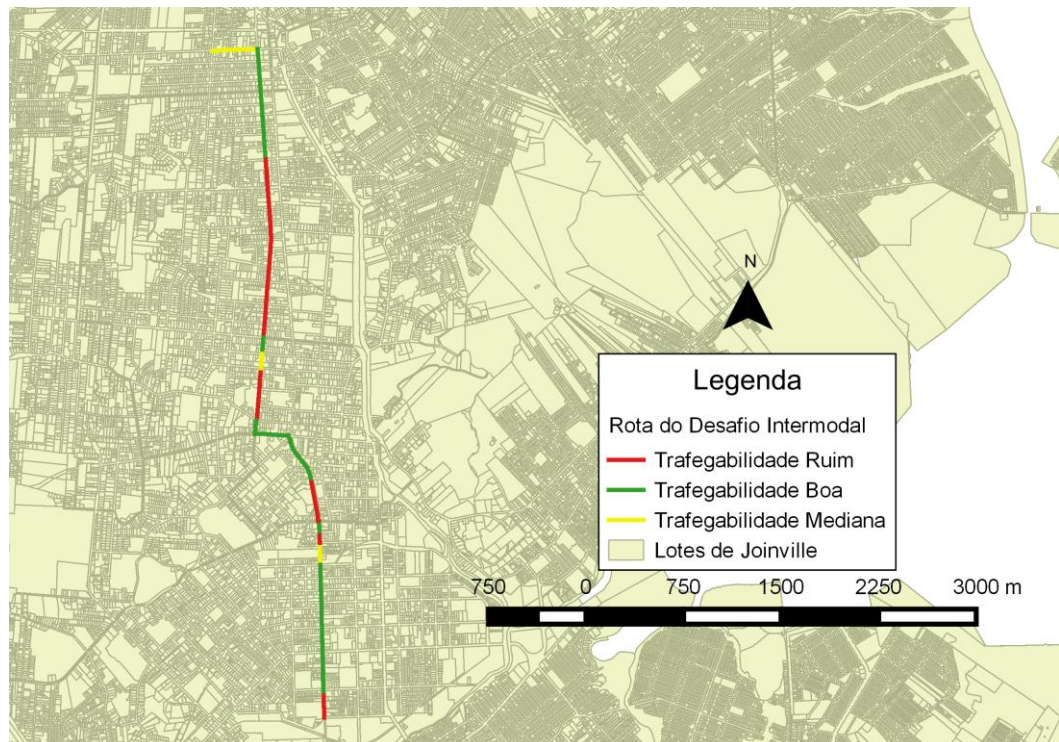 N
Legenda
Rota do Desafio Intermodal
Trafegabilidade Ruim
Trafegabilidade Boa
Trafegabilidade Mediana
Lotes de Joinville
750 0 750 1500 2250 3000 m